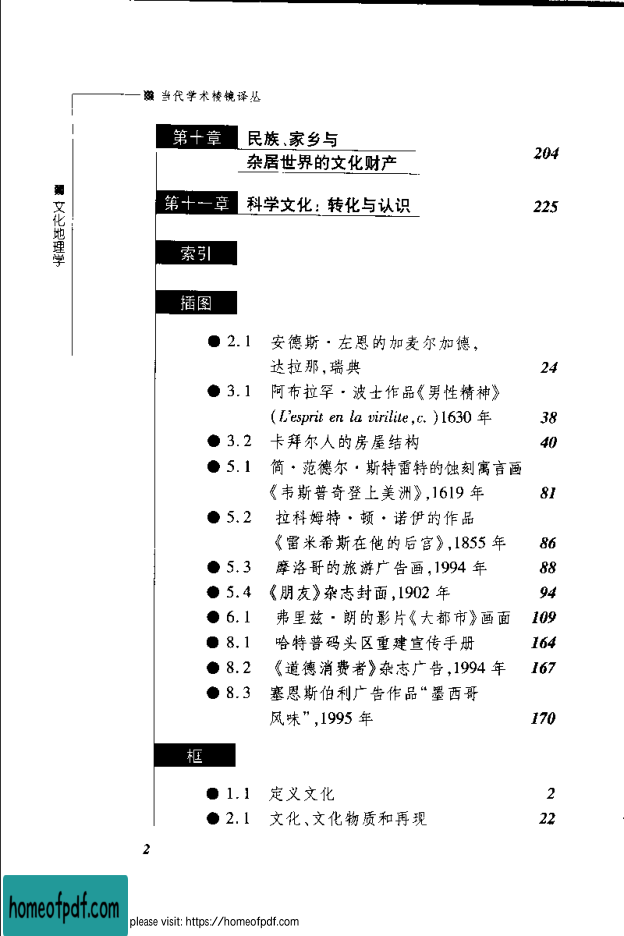 当代学术棱镜译丛
文化地理学
第十章 民族、家乡与
杂居世界的文化财产 204
第十一章 科学文化：转化与认识 225
索引
插图
● 2.1 安德斯·左恩的加麦尔加德，
达拉那，瑞典 24
● 3.1 阿布拉罕·波士作品《男性精神》
(L'esprit en la virilite, c. )1630 年 38
● 3.2 卡拜尔人的房屋结构 40
● 5.1 简·范德尔·斯特雷特的蚀刻寓言画
《韦斯普奇登上美洲》，1619 年 81
● 5.2 拉科姆特·顿·诺伊的作品
《雷米希斯在他的后宫》，1855 年 86
● 5.3 摩洛哥的旅游广告画，1994 年 88
● 5.4 《朋友》杂志封面，1902 年 94
● 6.1 弗里兹·朗的影片《大都市》画面 109
● 8.1 哈特普码头区重建宣传手册 164
● 8.2 《道德消费者》杂志广告，1994 年 167
● 8.3 塞恩斯伯利广告作品“墨西哥
风味”，1995 年 170
框
● 1.1 定义文化 2
● 2.1 文化、文化物质和再现 22
2
homeofpdf.com
please visit: https://homeofpdf.com